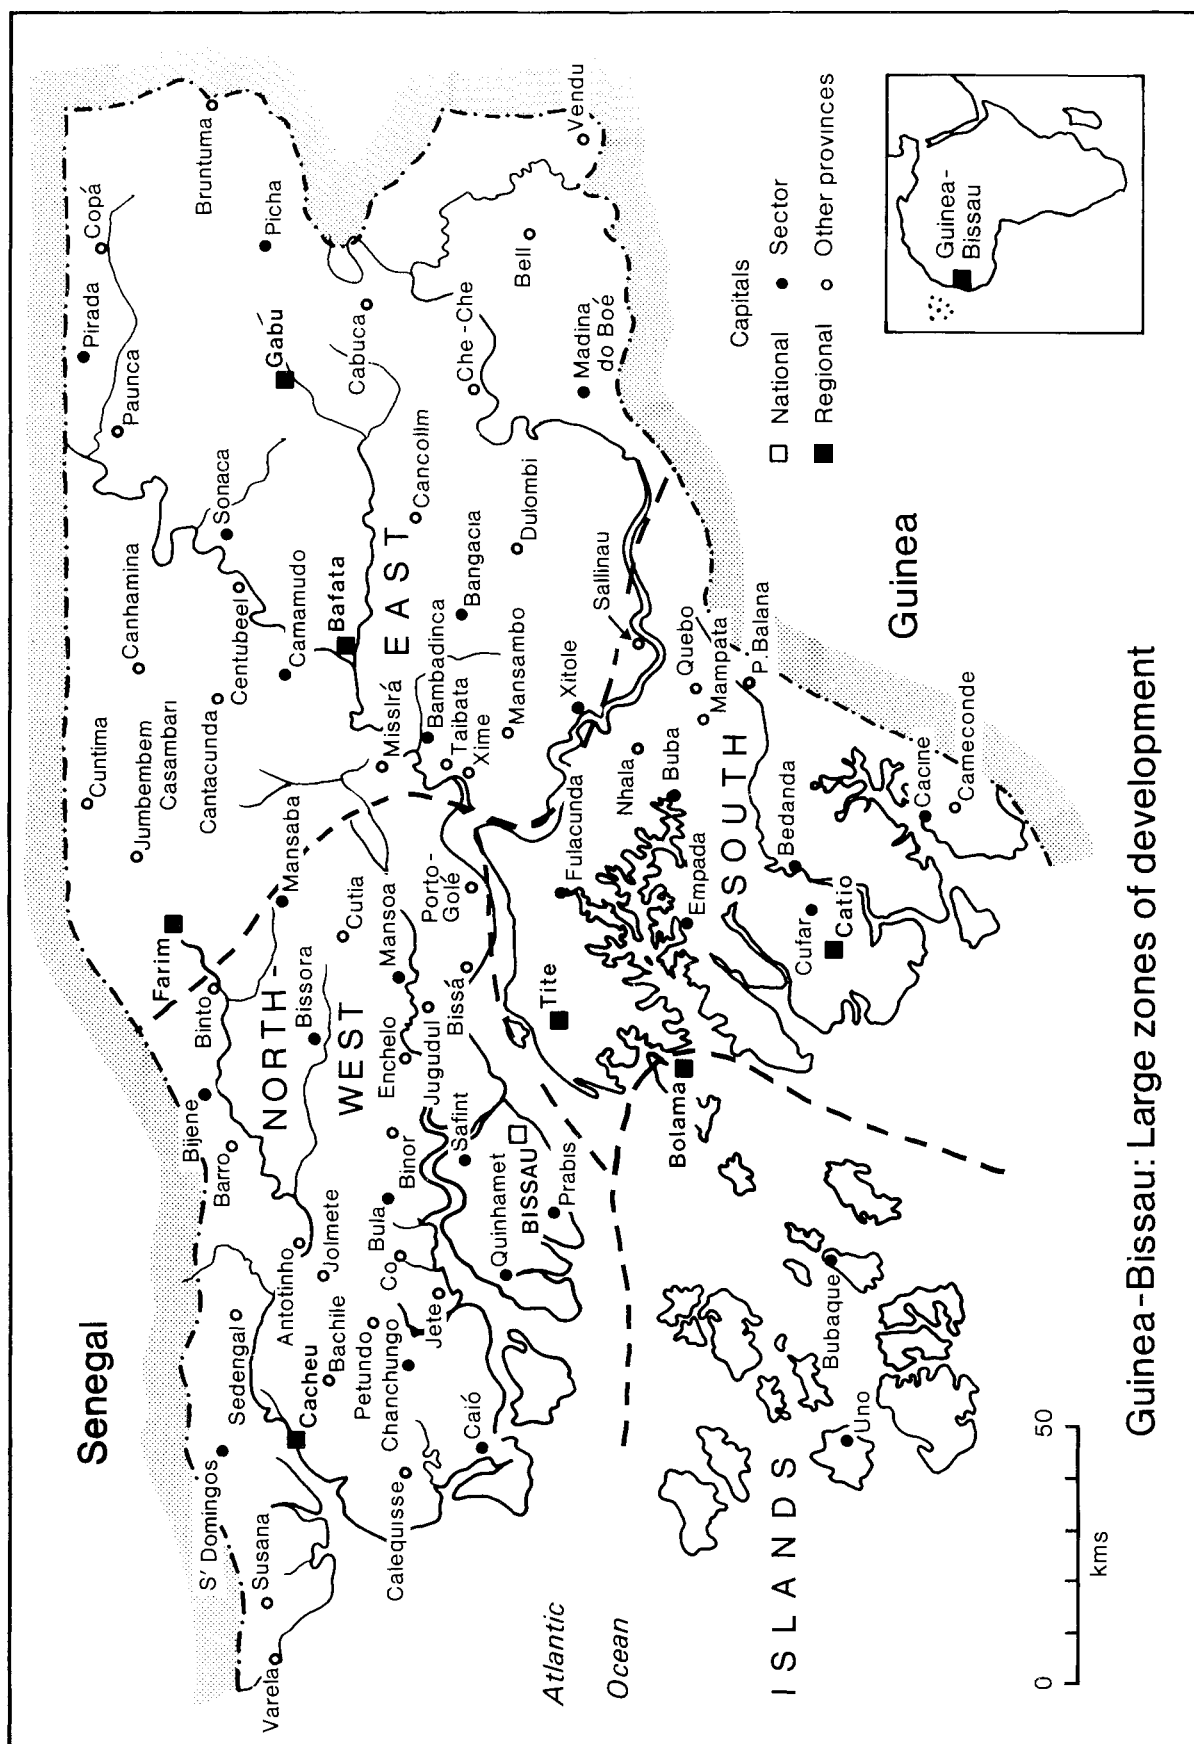 Senegal
Varela
Susana
S' Domingos
Sedengal
Cacheu
Bachile
Antotinho
Jolmete
Petundo
Chanchungo
Calequisse
Caió
Jete
Co
Bula
Binor
Barro
Bijene
Binto
Farim
NORTH-
WEST
Bissora
Mansaba
Cutia
Mansoa
Enchelo
Jugudul
Safint
Bissá
Porto-
Golé
Quinhamet
BISSAU
Prabis
Cuntima
Jumbembem
Casambari
Cantacunda
Canhamina
Centubeel
Camamudo
Sonaca
Paunca
Pirada
Copá
Bruntuma
Picha
Gabú
Cabuca
Bafata
EAST
Missírá
Bambadinca
Taibata
Xime
Mansambo
Bangacia
Cancolim
Dulombi
Che-Che
Bell
Vendu
Madiná
do Boé
Xitole
Sallinau
Quebo
Mampata
P.Balana
Nhala
Buba
Fulacunda
Empada
Tite
Bolama
SOUTH
Bedanda
Cufar
Catio
Cacine
Cameconde
Guinea
Atlantic
Ocean
ISLANDS
Bubaque
Uno
0 50
kms
Capitals
National
Sector
Regional
Other provinces
Guinea-
Bissau
Guinea-Bissau: Large zones of development